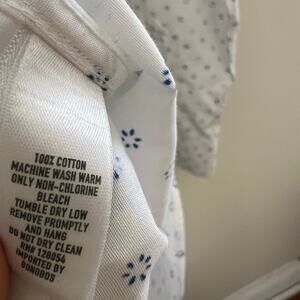 100% COTTON
MACHINE WASH WARM
ONLY NON-CHLORINE
BLEACH
TUMBLE DRY LOW
REMOVE PROMPTLY
AND HANG
DO NOT DRY CLEAN
RN# 128054
IMPORTED BY
BONOBOS